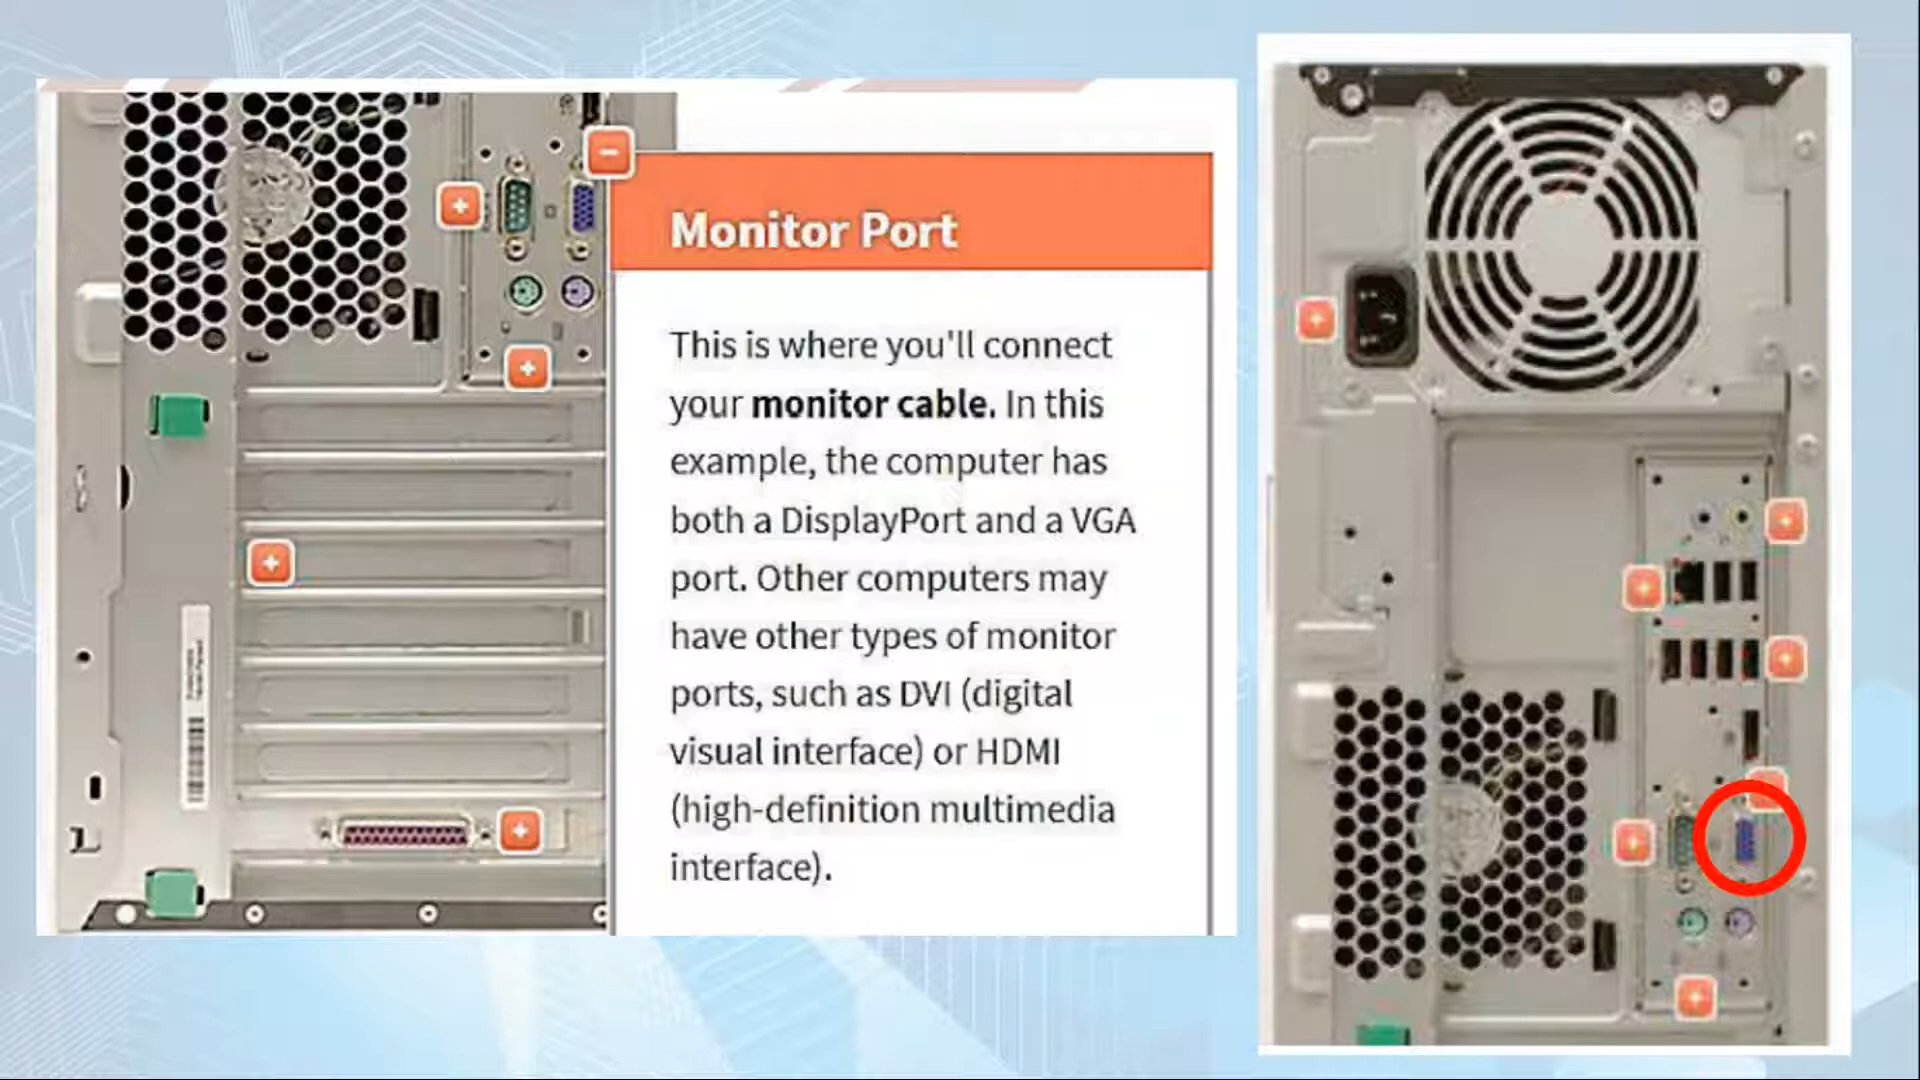 Monitor Port
This is where you'll connect
your monitor cable. In this
example, the computer has
both a DisplayPort and a VGA
port. Other computers may
have other types of monitor
ports, such as DVI (digital
visual interface) or HDMI
(high-definition multimedia
interface).